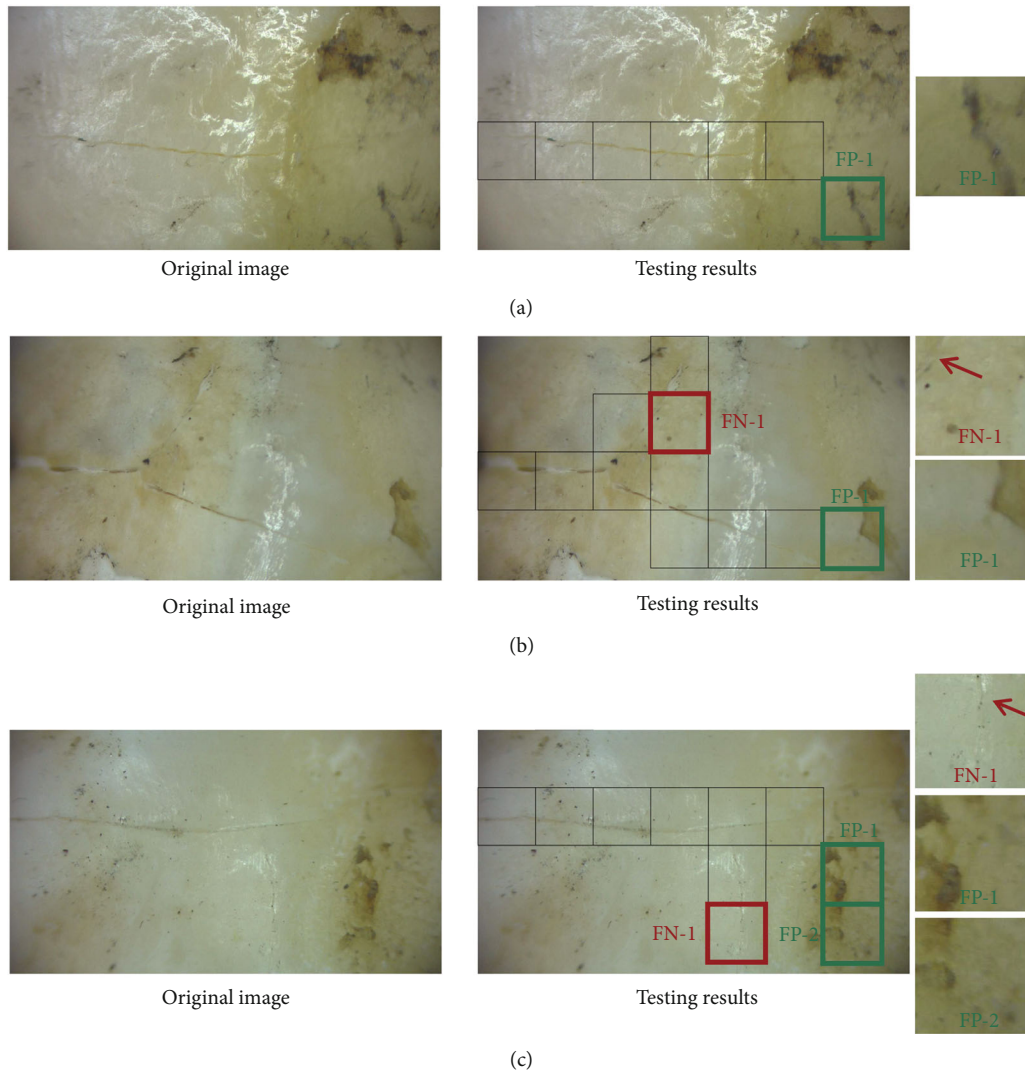 FP-1
FP-1
Original image
Testing results
(a)
FN-1
FN-1
FP-1
FP-1
Original image
Testing results
(b)
FN-1
FP-1
FP-1
FN-1
FP-2
FP-2
Original image
Testing results
(c)